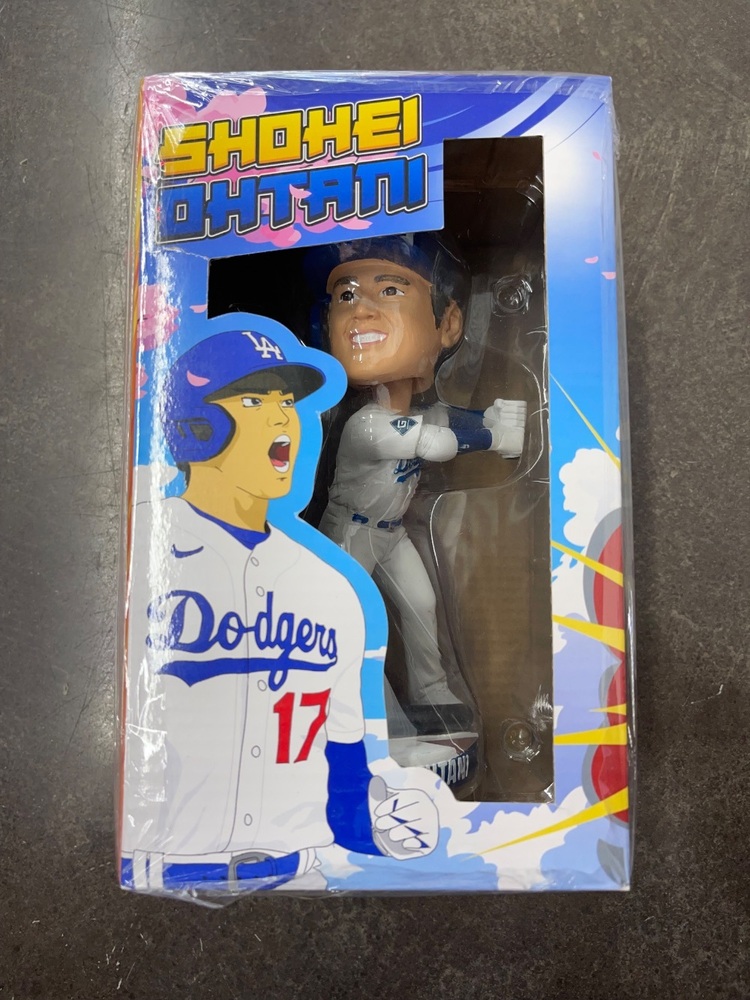 SHOHEI
OHTANI
LA
Dodgers
17